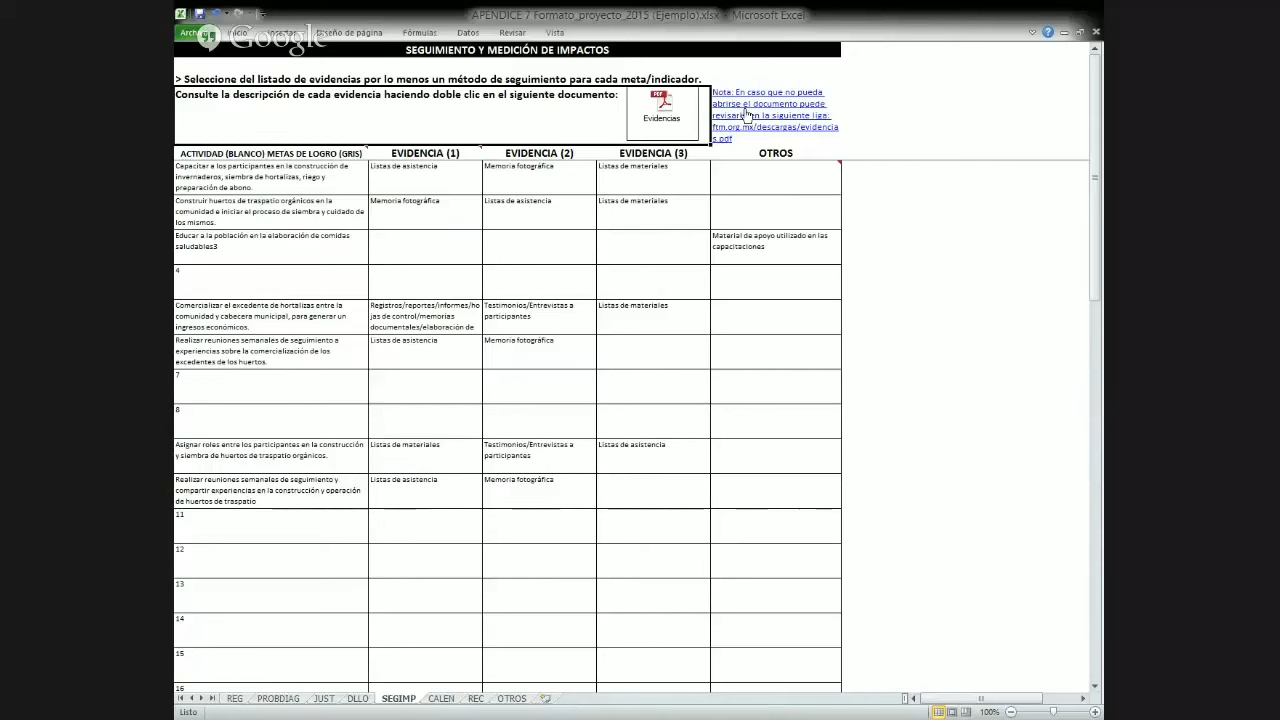 APENDICE 7 Formato_proyecto_2015 (Ejemplo).xlsx - Microsoft Excel
Inicio Diseño de página Fórmulas Datos Revisar Vista
Google
SEGUIMIENTO Y MEDICIÓN DE IMPACTOS
> Seleccione del listado de evidencias por lo menos un método de seguimiento para cada meta/indicador.
Consulte la descripción de cada evidencia haciendo doble clic en el siguiente documento:
PDF
Evidencias
Nota: En caso que no pueda
abrirse el documento puede
revisarlo en la siguiente liga:
ftm.org.mx/descargas/evidencia
s.pdf
ACTIVIDAD (BLANCO) METAS DE LOGRO (GRIS) EVIDENCIA (1) EVIDENCIA (2) EVIDENCIA (3) OTROS
Capacitar a los participantes en la construcción de
invernaderos, siembra de hortalizas, riego y
preparación de abono.
Listas de asistencia
Memoria fotográfica
Listas de materiales
Construir huertos de traspatio orgánicos en la
comunidad e iniciar el proceso de siembra y cuidado de
los mismos.
Memoria fotográfica
Listas de asistencia
Listas de materiales
Educar a la población en la elaboración de comidas
saludables3
Material de apoyo utilizado en las
capacitaciones
4
Comercializar el excedente de hortalizas entre la
comunidad y cabecera municipal, para generar un
ingresos económicos.
Registros/reportes/informes/ho
jas de control/memorias
documentales/elaboración de
Testimonios/Entrevistas a
participantes
Listas de materiales
Realizar reuniones semanales de seguimiento a
experiencias sobre la comercialización de los
excedentes de los huertos.
Listas de asistencia
Memoria fotográfica
7
8
Asignar roles entre los participantes en la construcción
y siembra de huertos de traspatio orgánicos.
Listas de materiales
Testimonios/Entrevistas a
participantes
Listas de asistencia
Realizar reuniones semanales de seguimiento y
compartir experiencias en la construcción y operación
de huertos de traspatio
Listas de asistencia
Memoria fotográfica
11
12
13
14
15
16
REG PROBDIAG JUST DLLO SEGIMP CALEN REC OTROS
Listo
100%